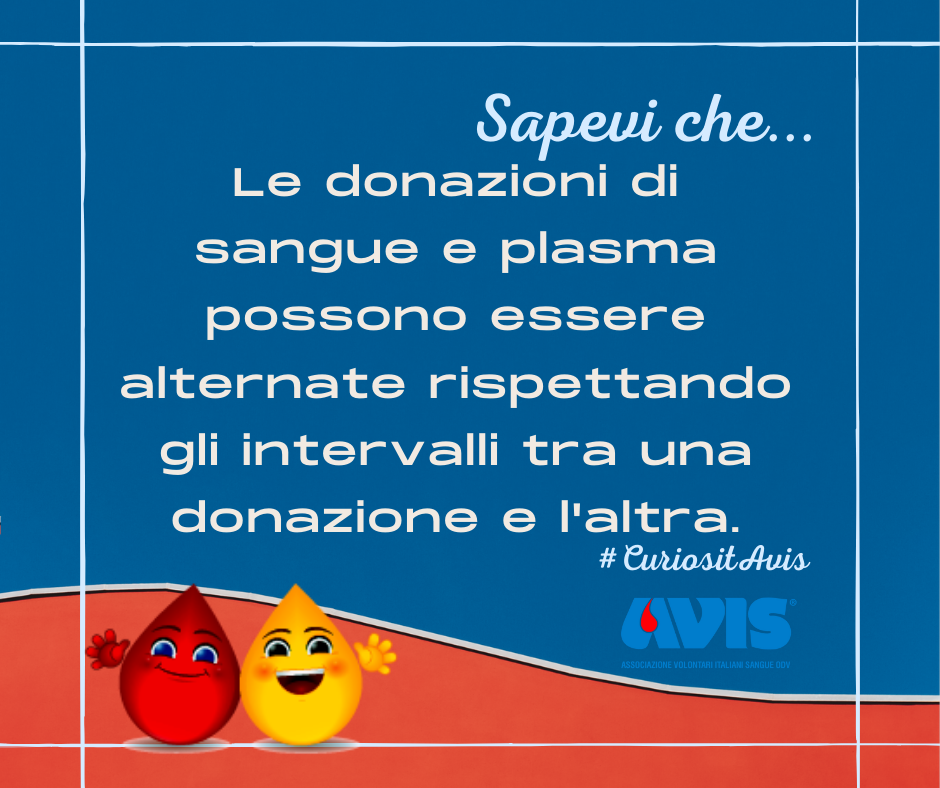 Sapevi che...
Le donazioni di
sangue e plasma
possono essere
alternate rispettando
gli intervalli tra una
donazione e l'altra.
#CuriositAvis
AVIS®
ASSOCIAZIONE VOLONTARI ITALIANI SANGUE ODV